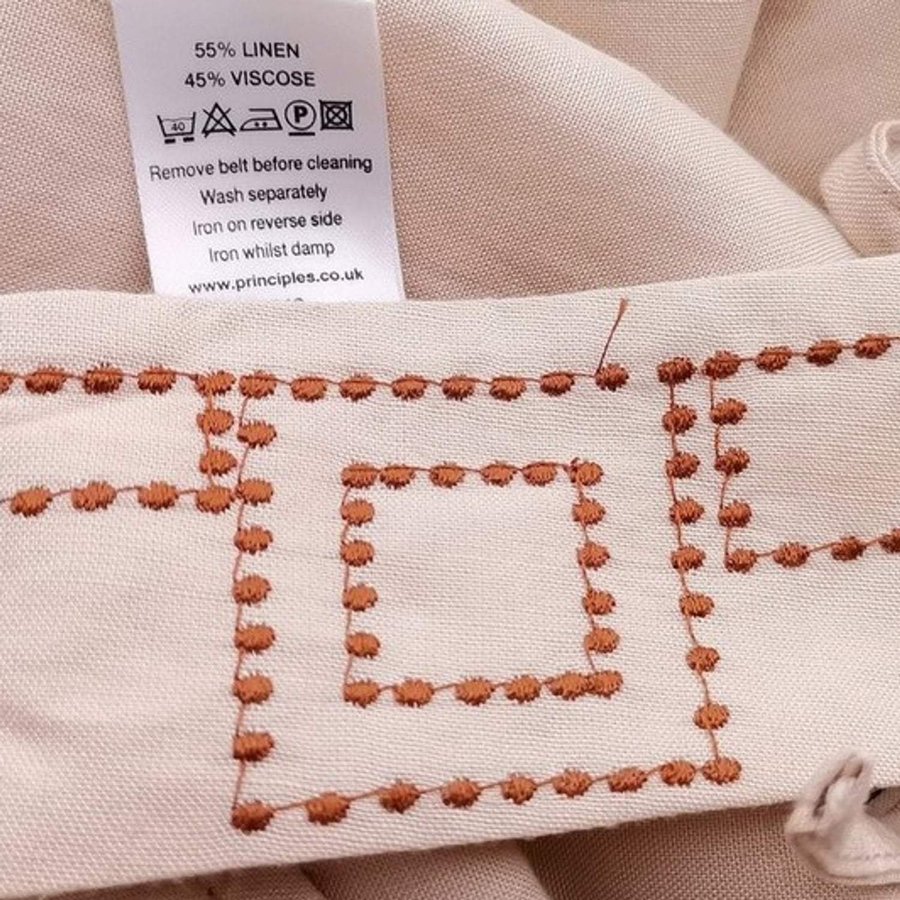 55% LINEN
45% VISCOSE
40 P
Remove belt before cleaning
Wash separately
Iron on reverse side
Iron whilst damp
www.principles.co.uk